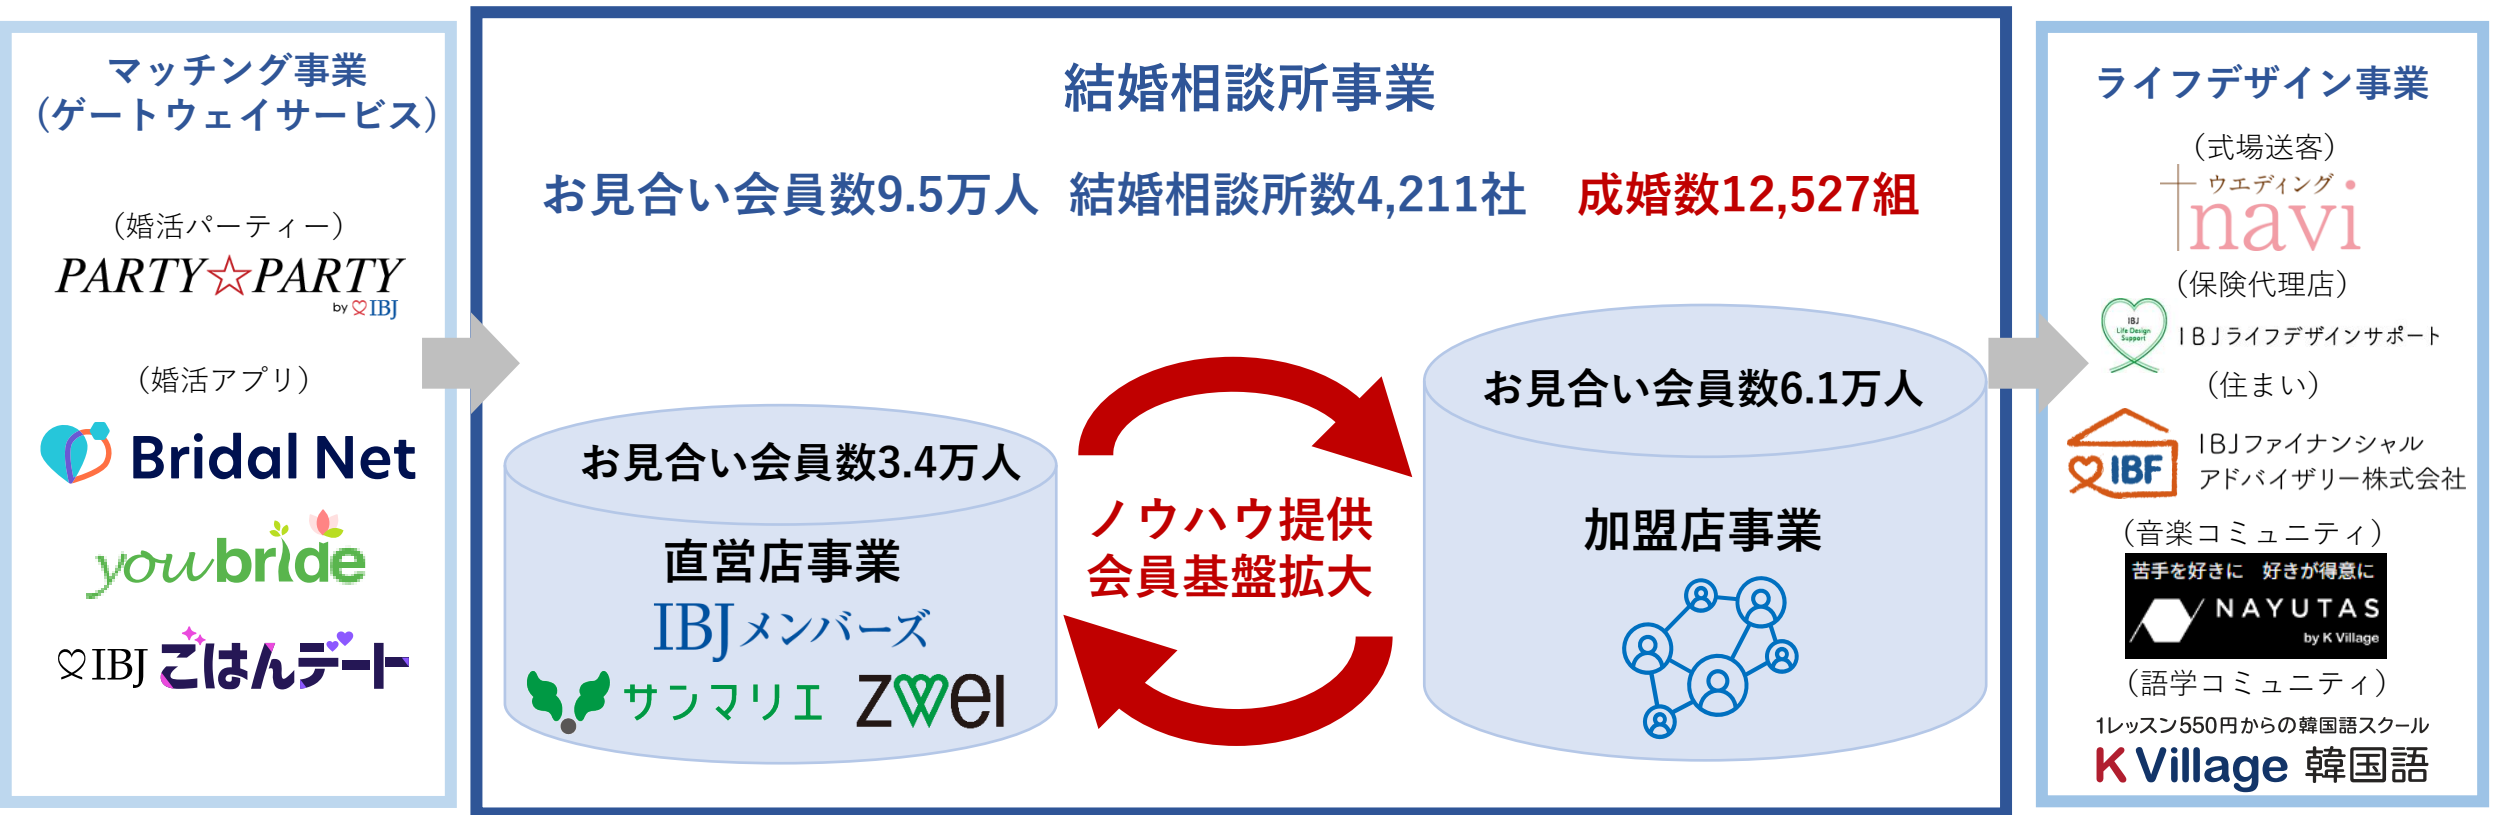 マッチング事業
(ゲートウェイサービス)
（婚活パーティー）
PARTY☆PARTY
by IBJ
（婚活アプリ）
Bridal Net
youbride
IBJ ごはんデート
結婚相談所事業
お見合い会員数9.5万人 結婚相談所数4,211社 成婚数12,527組
お見合い会員数3.4万人
直営店事業
IBJメンバーズ
サンマリエ
ZWEI
ノウハウ提供
会員基盤拡大
お見合い会員数6.1万人
加盟店事業
ライフデザイン事業
（式場送客）
ウエディング
navi
（保険代理店）
IBJ
Life Design
Support
IBJライフデザインサポート
（住まい）
IBF
IBJファイナンシャル
アドバイザリー株式会社
（音楽コミュニティ）
苦手を好きに 好きが得意に
NAYUTAS
by K Village
（語学コミュニティ）
1レッスン550円からの韓国語スクール
K Village 韓国語